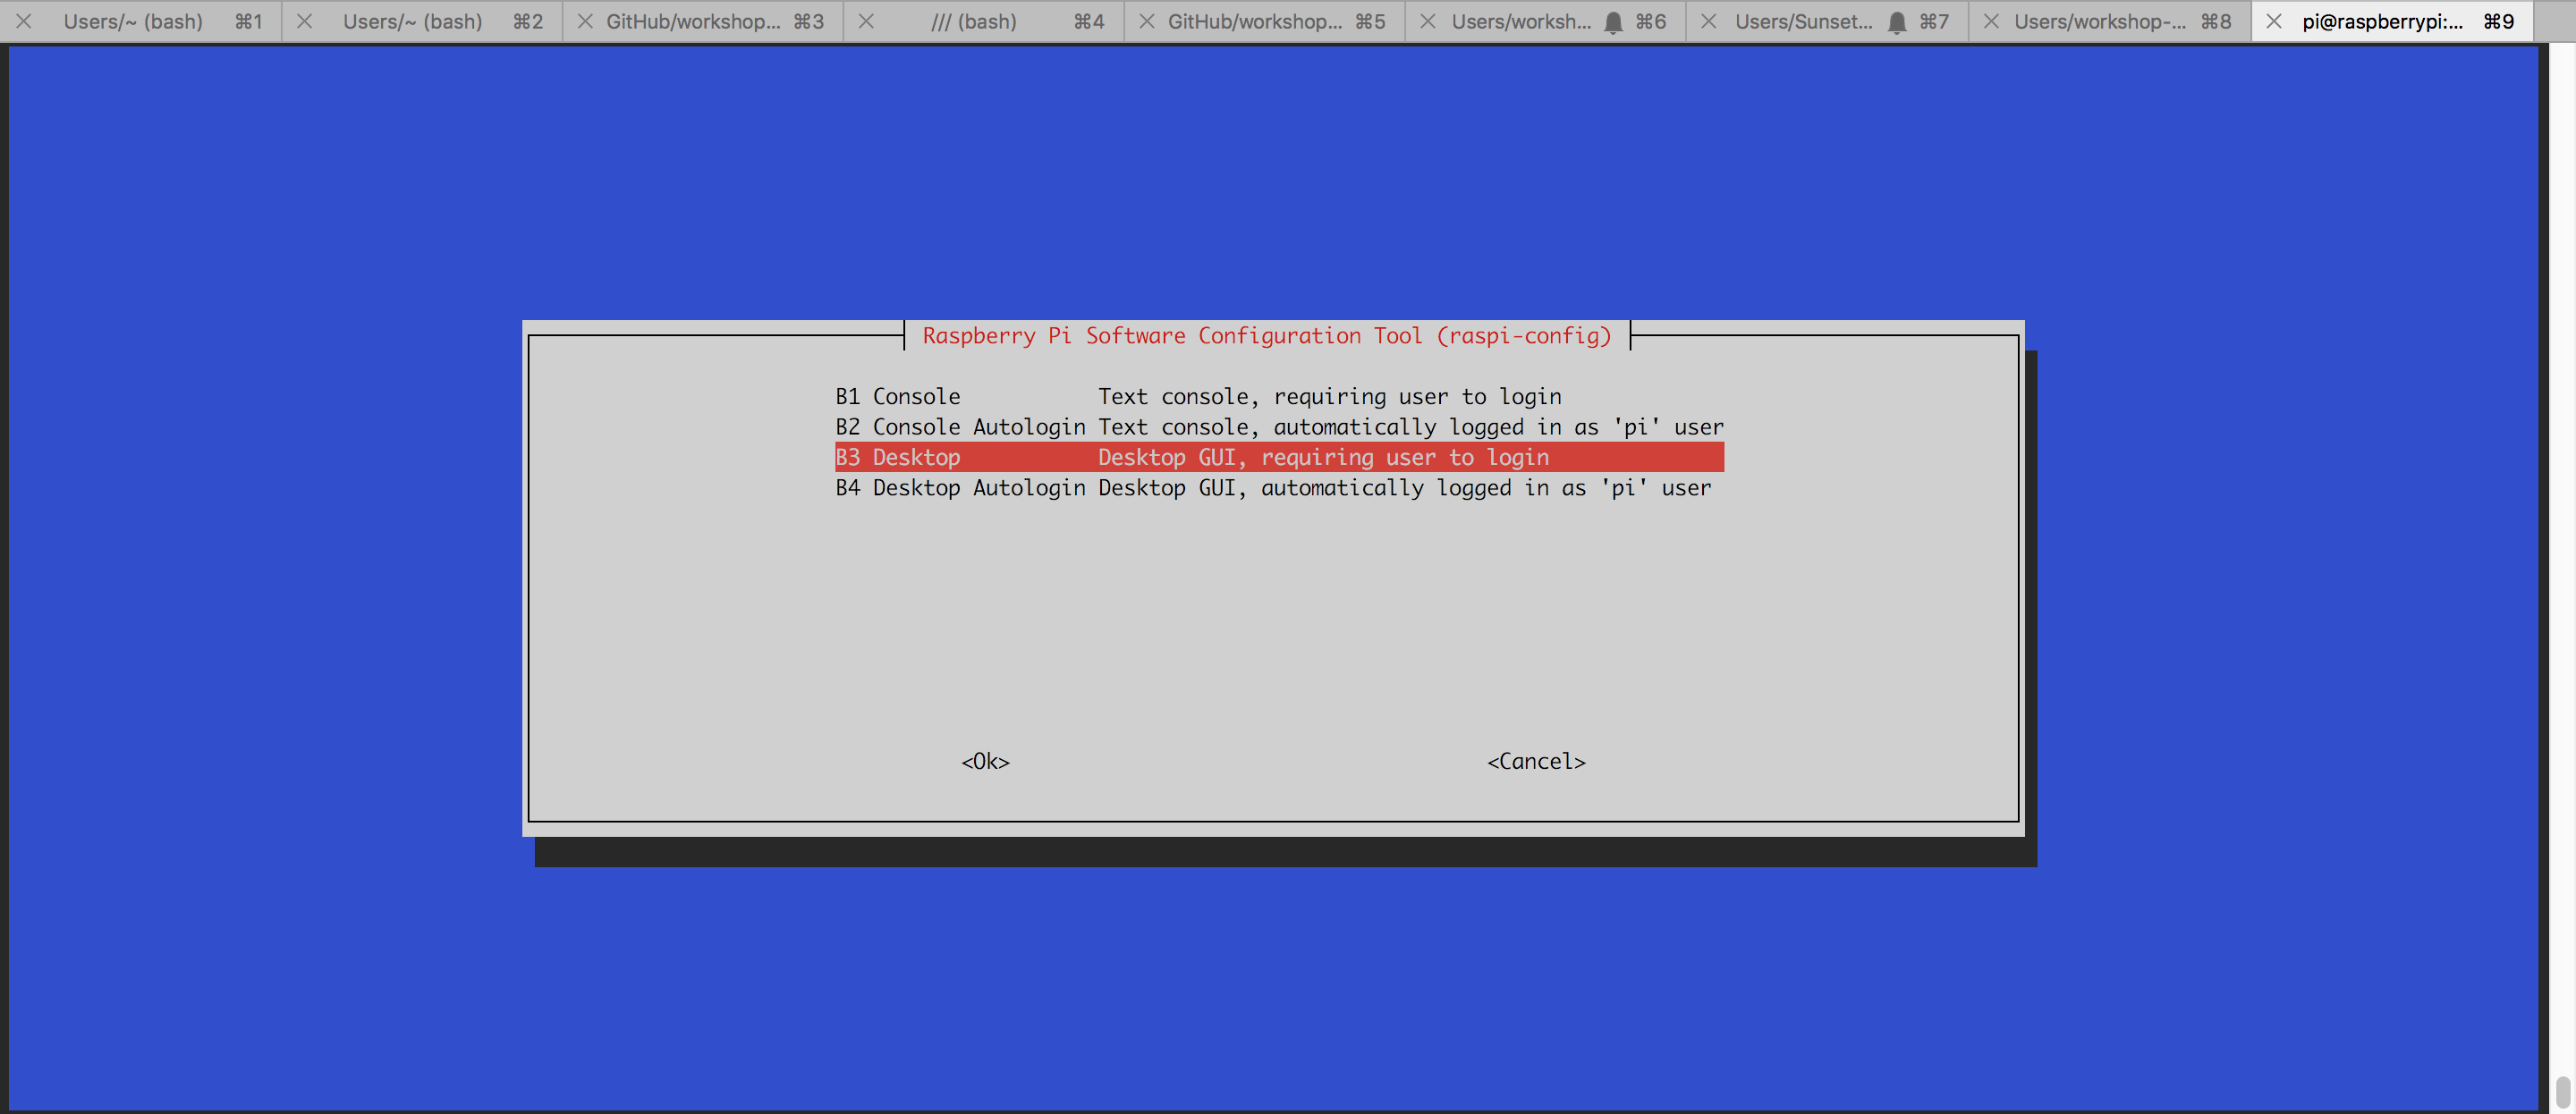 Users/~ (bash) ⌘1 Users/~ (bash) ⌘2 GitHub/workshop... ⌘3 /// (bash) ⌘4 GitHub/workshop... ⌘5 Users/worksh... ⌘6 Users/Sunset... ⌘7 Users/workshop-... ⌘8 pi@raspberrypi:... ⌘9
Raspberry Pi Software Configuration Tool (raspi-config)
B1 Console Text console, requiring user to login
B2 Console Autologin Text console, automatically logged in as 'pi' user
B3 Desktop Desktop GUI, requiring user to login
B4 Desktop Autologin Desktop GUI, automatically logged in as 'pi' user
<Ok> <Cancel>